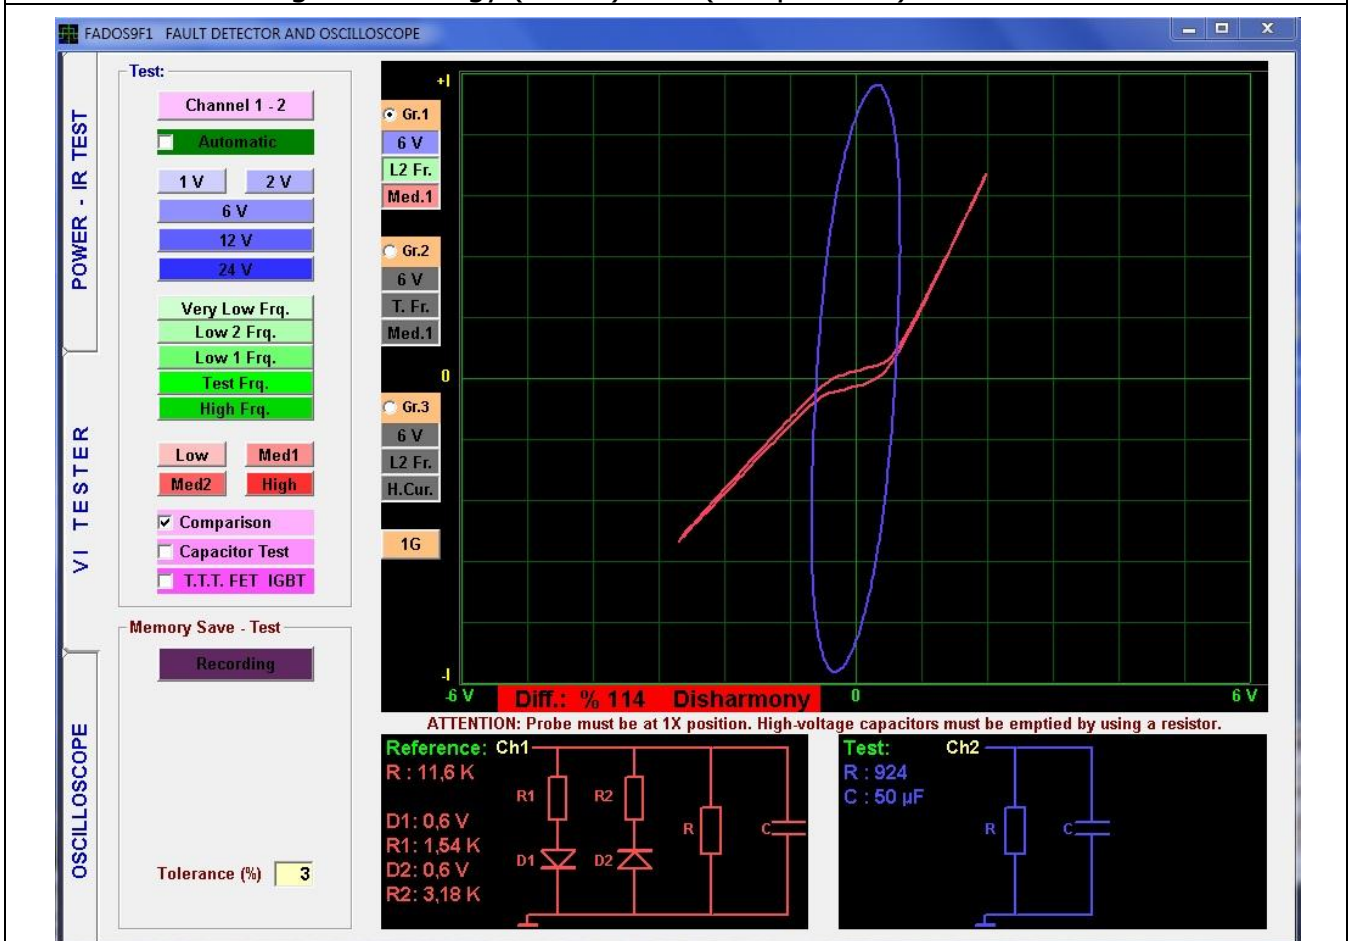 FADOS9F1 FAULT DETECTOR AND OSCILLOSCOPE
POWER - IR TEST
VI TESTER
OSCILLOSCOPE
Test:
Channel 1 - 2
Automatic
1 V 2 V
6 V
12 V
24 V
Very Low Frq.
Low 2 Frq.
Low 1 Frq.
Test Frq.
High Frq.
Low Med1
Med2 High
Comparison
Capacitor Test
T.T.T. FET IGBT
Memory Save - Test
Recording
Tolerance (%) 3
Gr.1
6 V
L2 Fr.
Med.1
Gr.2
6 V
T. Fr.
Med.1
Gr.3
6 V
L2 Fr.
H.Cur.
1G
+I
0
-I
-6 V 0 6 V
Diff.: % 114 Disharmony
ATTENTION: Probe must be at 1X position. High-voltage capacitors must be emptied by using a resistor.
Reference: Ch1
R : 11,6 K
D1: 0,6 V
R1: 1,54 K
D2: 0,6 V
R2: 3,18 K
R1 R2 R C
D1 D2
Test: Ch2
R : 924
C : 50 µF
R C